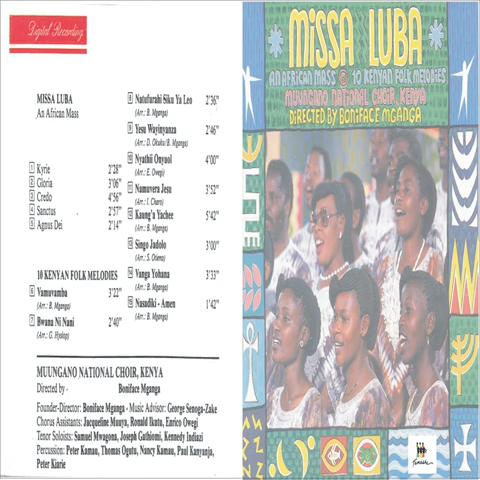 Digital Recording
MISSA LUBA
An African Mass
1 Kyrie 2'28"
2 Gloria 3'06"
3 Credo 4'56"
4 Sanctus 2'57"
5 Agnus Dei 2'14"
10 KENYAN FOLK MELODIES
6 Vamuvamba 3'22"
(Arr.: B. Mganga)
7 Bwana Ni Nani 2'40"
(Arr.: G. Hyslop)
8 Natufurahi Siku Ya Leo 2'36"
(Arr.: B. Mganga)
9 Yesu Wayinyanza 2'46"
(Arr.: D. Okuku/B. Mganga)
10 Nyathii Onyuol 4'00"
(Arr.: E. Owegi)
11 Namuvera Jesu 3'52"
(Arr.: I. Charo)
12 Kaung'a Yachee 5'42"
(Arr.: B. Mganga)
13 Singo Jadolo 3'00"
(Arr.: S. Otieno)
14 Vanga Yohana 3'33"
(Arr.: B. Mganga)
15 Nasadiki - Amen 1'42"
(Arr.: B. Mganga)
MUUNGANO NATIONAL CHOIR, KENYA
Directed by - Boniface Mganga
Founder-Director: Boniface Mganga - Music Advisor: George Senoga-Zake
Chorus Assistants: Jacqueline Muuya, Ronald Ikutu, Enrico Owegi
Tenor Soloists: Samuel Mwagona, Joseph Gathiomi, Kennedy Indiazi
Percussion: Peter Kamau, Thomas Ogutu, Nancy Kamau, Paul Kanyanja,
Peter Kiarie
MiSSA LUBA
AN AFRICAN MASS 10 KENYAN FOLK MELODIES
MUUNGANO NATIONAL CHOIR, KENYA
DIRECTED BY BONIFACE MGANGA